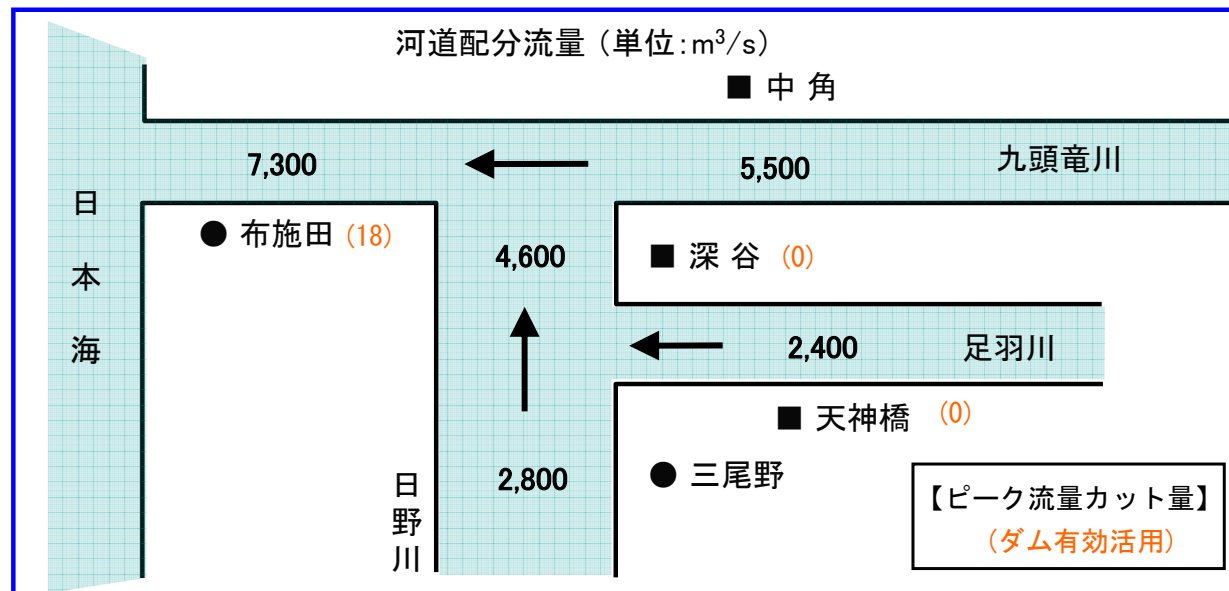 河道配分流量（単位：m³/s）
■ 中 角
7,300
5,500
九頭竜川
日本海
● 布施田 (18)
4,600
■ 深 谷 (0)
2,400
足羽川
■ 天神橋 (0)
2,800
● 三尾野
日野川
【ピーク流量カット量】
（ダム有効活用）